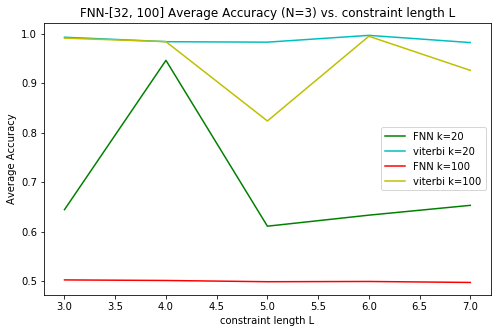 FNN-[32, 100] Average Accuracy (N=3) vs. constraint length L
1.0
0.9
0.8
0.7
0.6
0.5
Average Accuracy
FNN k=20
viterbi k=20
FNN k=100
viterbi k=100
3.0 3.5 4.0 4.5 5.0 5.5 6.0 6.5 7.0
constraint length L